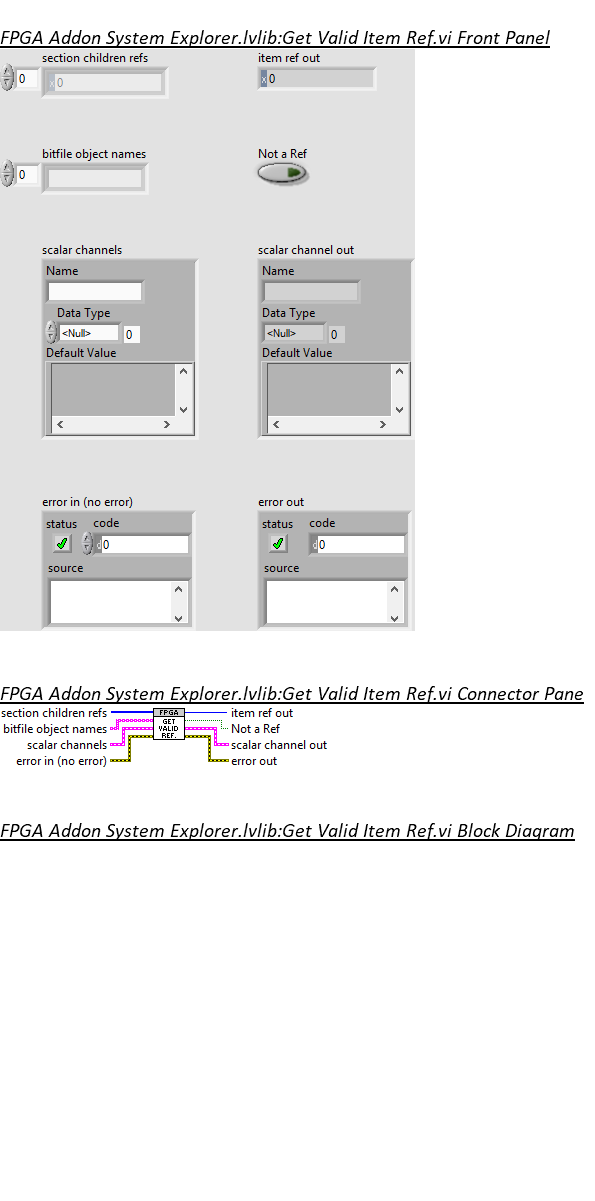 FPGA Addon System Explorer.lvlib:Get Valid Item Ref.vi Front Panel
section children refs
item ref out
0
x 0
x 0
bitfile object names
Not a Ref
0
scalar channels
scalar channel out
Name
Name
Data Type
Data Type
<Null> 0
<Null> 0
Default Value
Default Value
error in (no error)
error out
status code
status code
d 0
d 0
source
source
FPGA Addon System Explorer.lvlib:Get Valid Item Ref.vi Connector Pane
section children refs
FPGA
item ref out
bitfile object names
GET
Not a Ref
scalar channels
VALID
scalar channel out
REF.
error in (no error)
error out
FPGA Addon System Explorer.lvlib:Get Valid Item Ref.vi Block Diagram